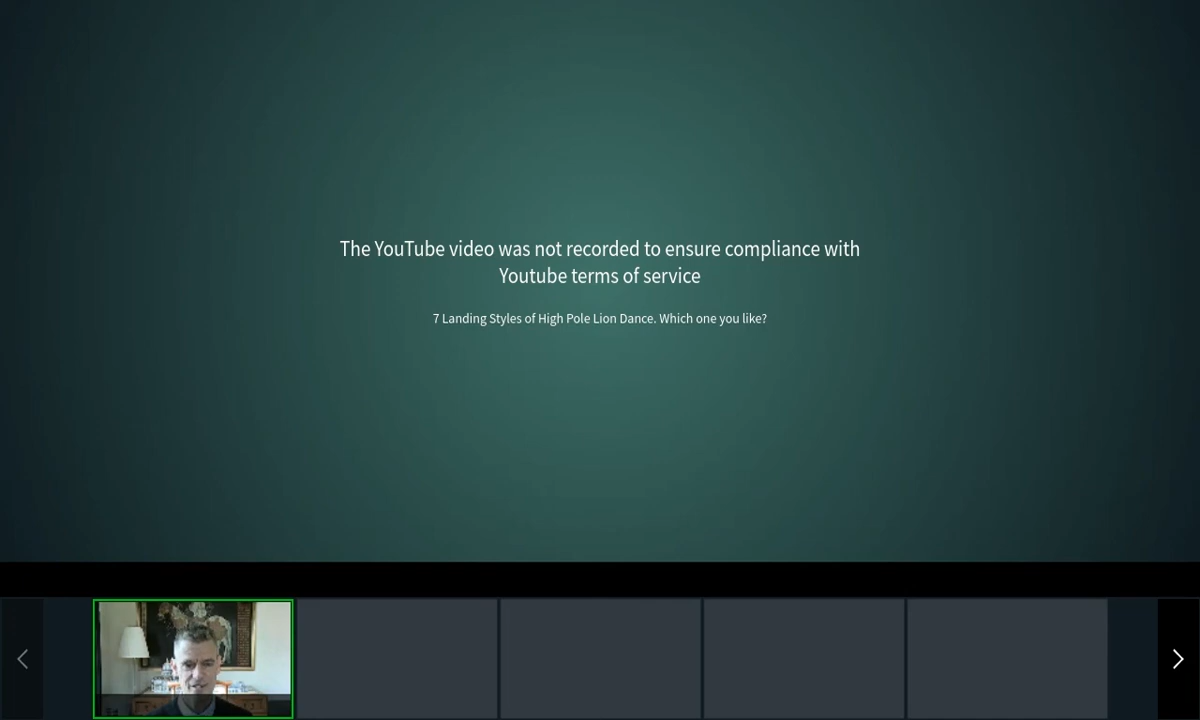 The YouTube video was not recorded to ensure compliance with
Youtube terms of service
7 Landing Styles of High Pole Lion Dance. Which one you like?